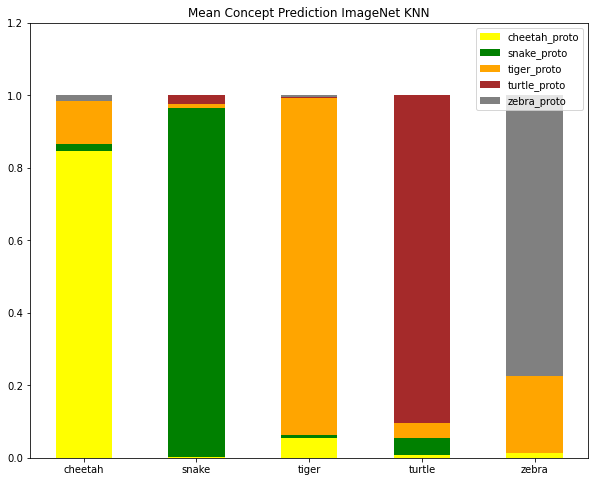 Mean Concept Prediction ImageNet KNN
1.2
1.0
0.8
0.6
0.4
0.2
0.0
cheetah_proto
snake_proto
tiger_proto
turtle_proto
zebra_proto
cheetah snake tiger turtle zebra